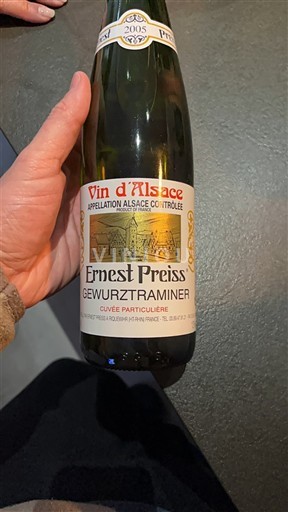 2005
Vin d'Alsace
APPELLATION ALSACE CONTRÔLÉE
PRODUCT OF FRANCE
Ernest Preiss
GEWURZTRAMINER
CUVÉE PARTICULIÈRE